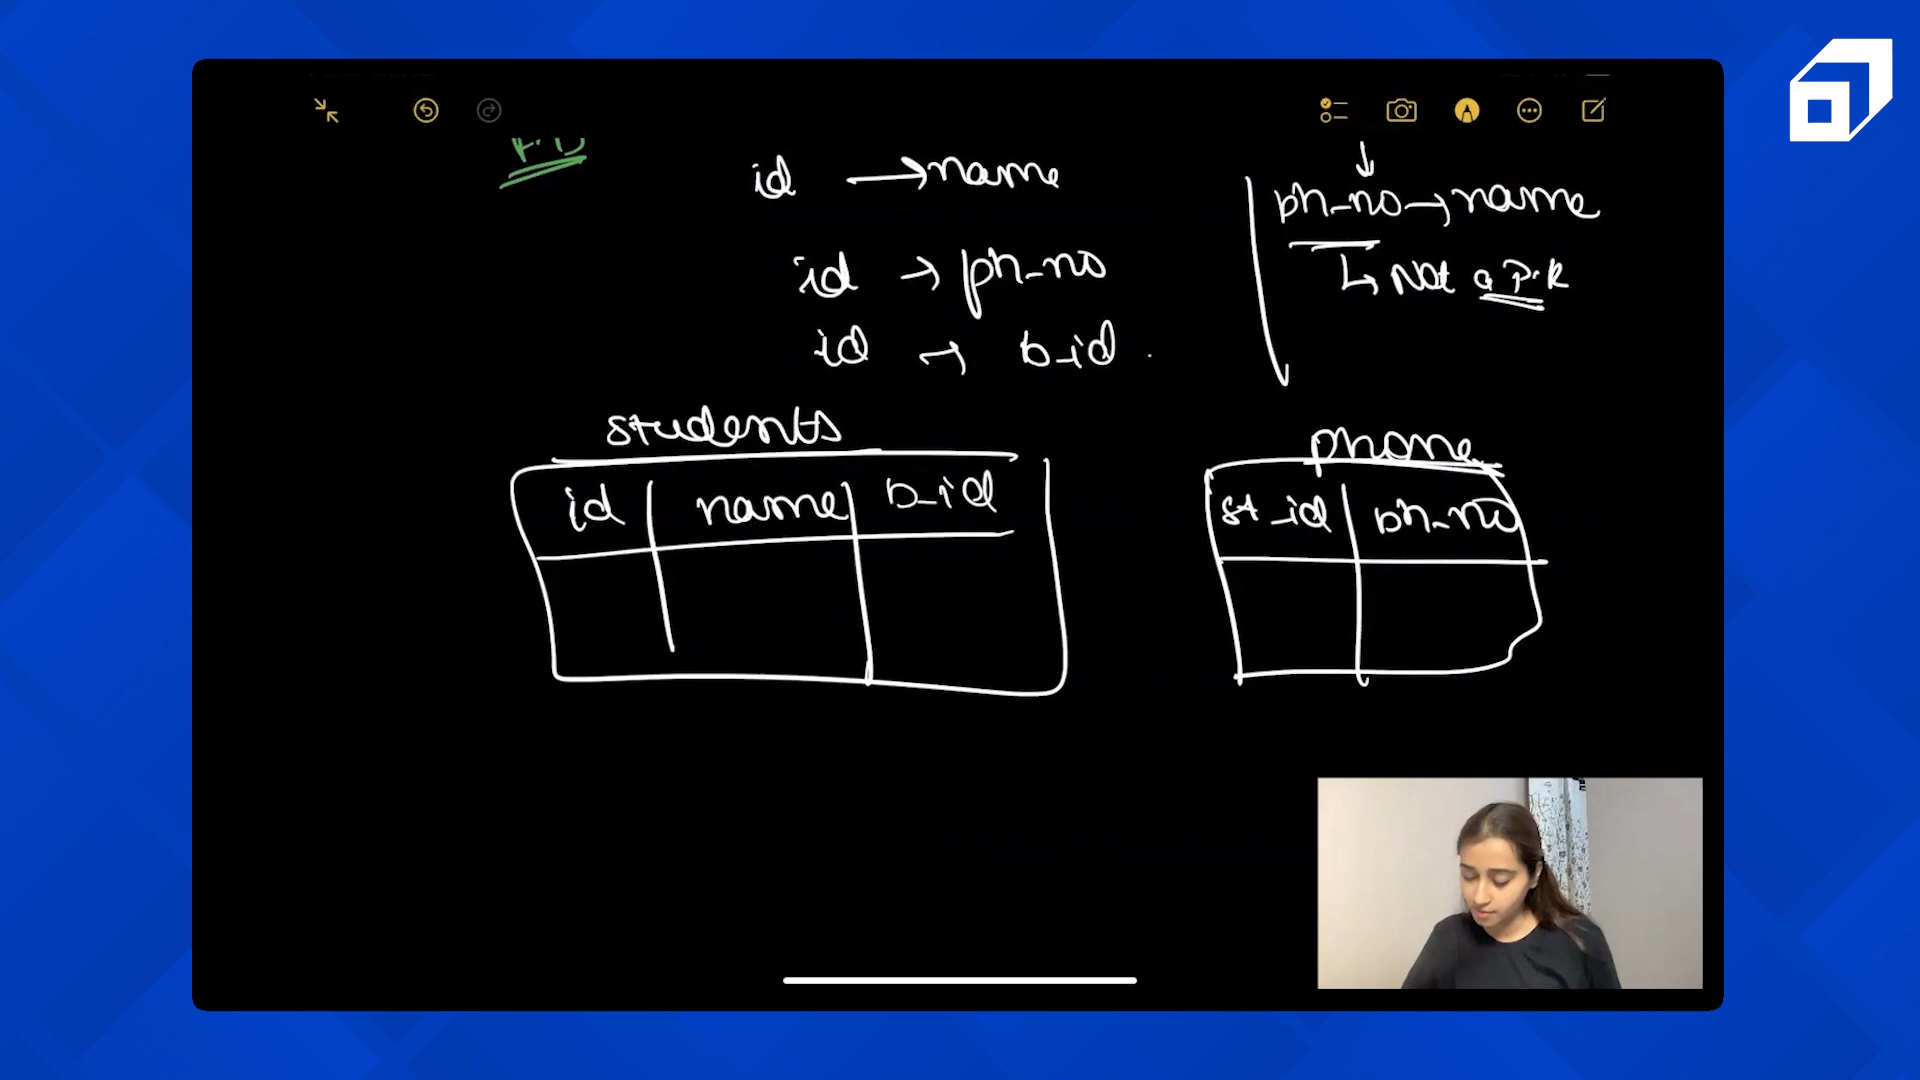 F.D
id → name
id → ph_no
id → b_id .
↓
ph_no → name
↳ Not a P.K
students
id | name | b_id
phone
st_id | ph_no